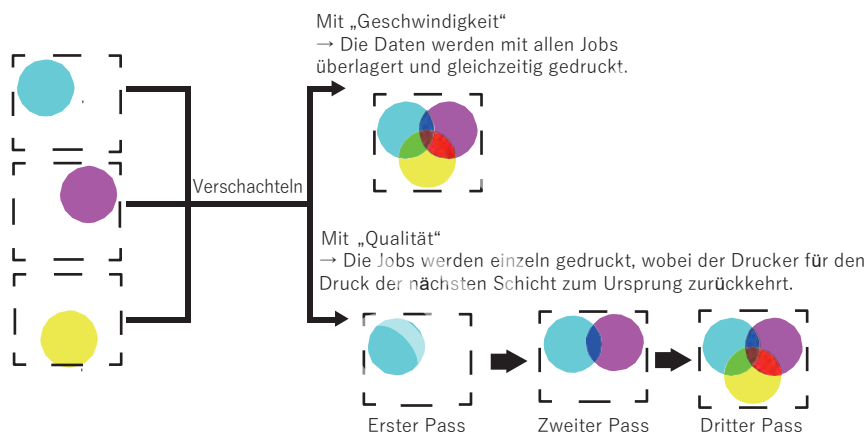 Mit „Geschwindigkeit“
→ Die Daten werden mit allen Jobs
überlagert und gleichzeitig gedruckt.
Verschachteln
Mit „Qualität“
→ Die Jobs werden einzeln gedruckt, wobei der Drucker für den
Druck der nächsten Schicht zum Ursprung zurückkehrt.
Erster Pass
Zweiter Pass
Dritter Pass